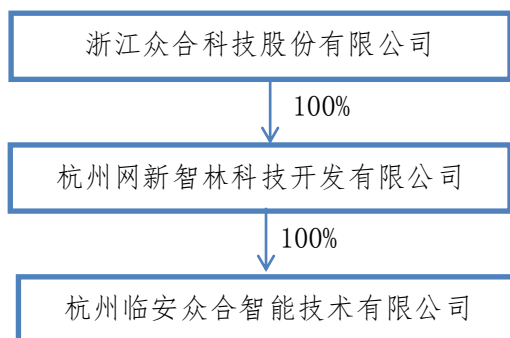 浙江众合科技股份有限公司
100%
杭州网新智林科技开发有限公司
100%
杭州临安众合智能技术有限公司